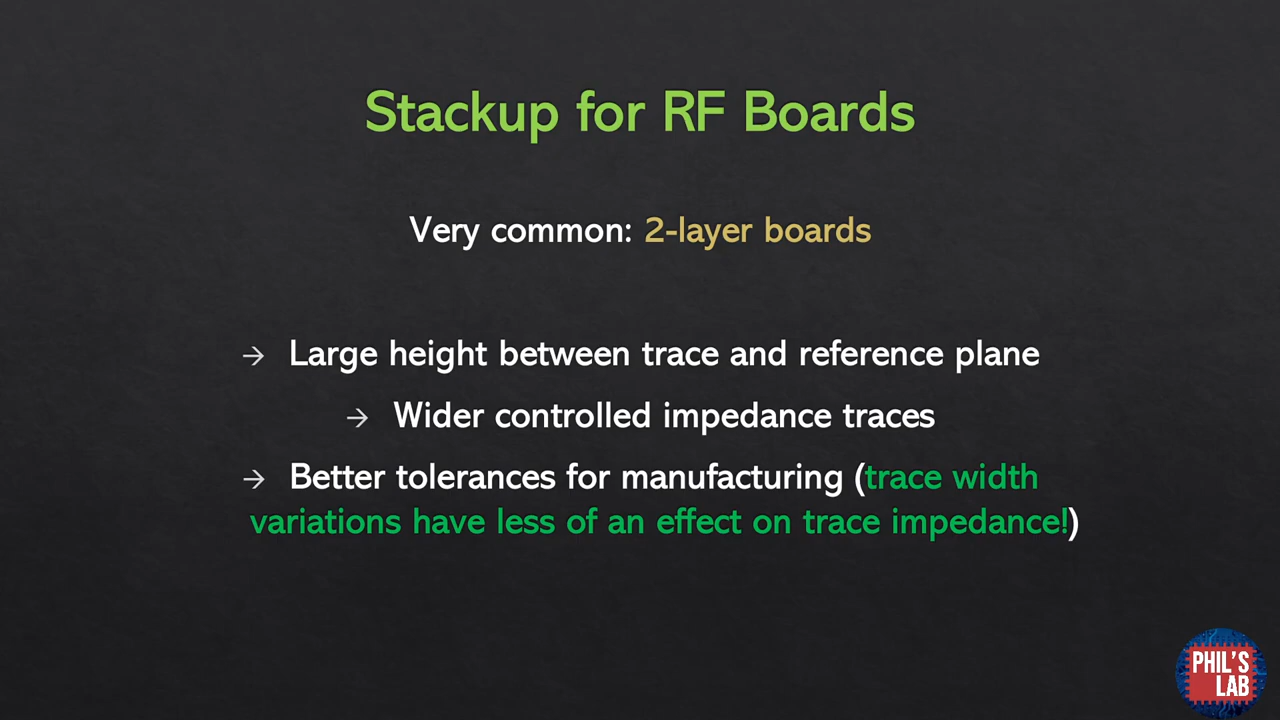 Stackup for RF Boards
Very common: 2-layer boards
→ Large height between trace and reference plane
→ Wider controlled impedance traces
→ Better tolerances for manufacturing (trace width
variations have less of an effect on trace impedance!)
PHIL'S
LAB